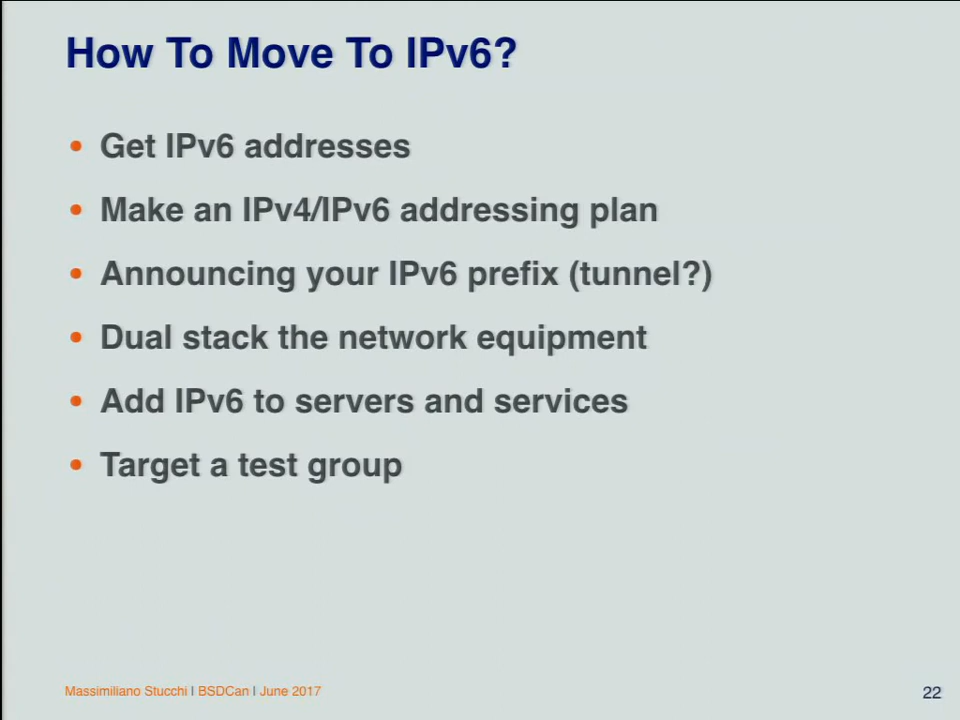 How To Move To IPv6?
• Get IPv6 addresses
• Make an IPv4/IPv6 addressing plan
• Announcing your IPv6 prefix (tunnel?)
• Dual stack the network equipment
• Add IPv6 to servers and services
• Target a test group
Massimiliano Stucchi | BSDCan | June 2017
22